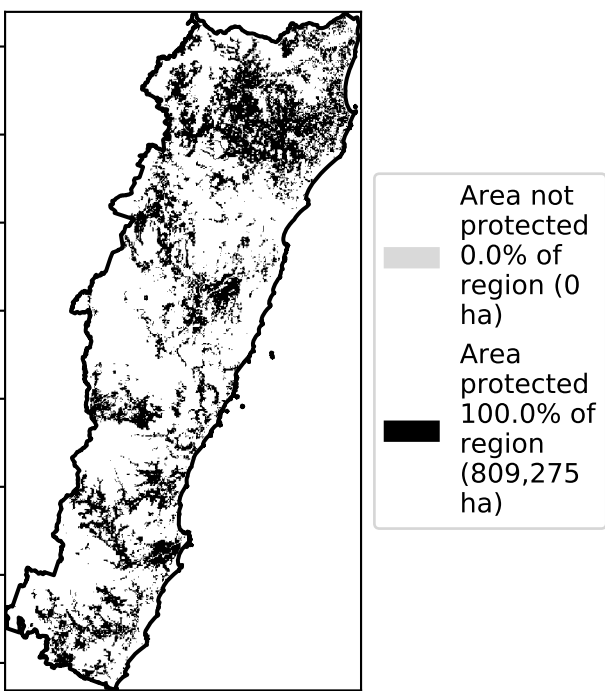 Area not
protected
0.0% of
region (0
ha)
Area
protected
100.0% of
region
(809,275
ha)